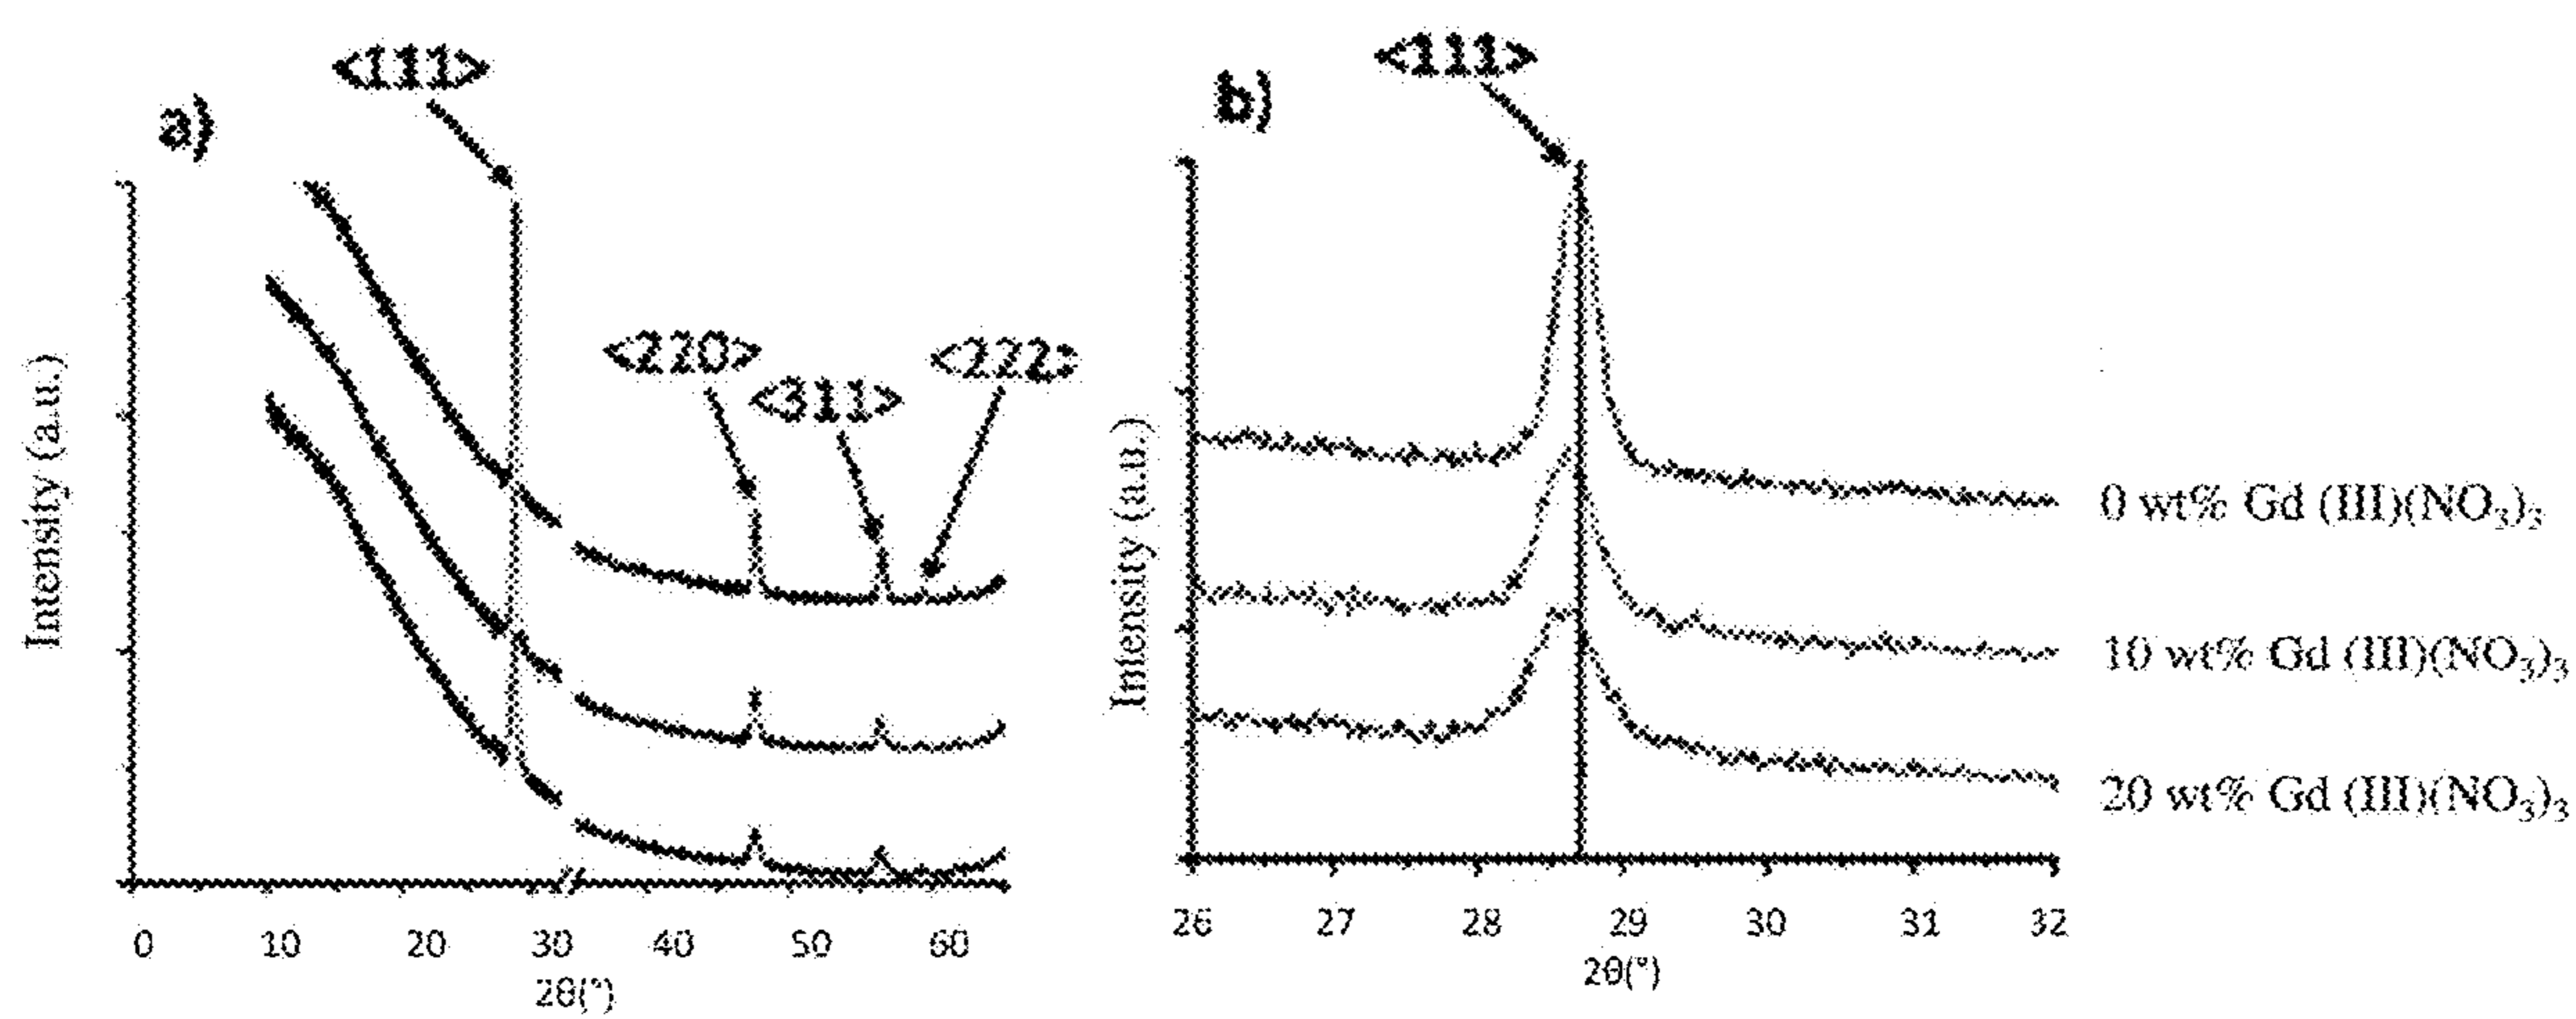 a)
<111>
<220>
<311>
<222>
Intensity (a.u.)
0 10 20 30 40 50 60
2θ(°)
b)
<111>
Intensity (a.u.)
0 wt% Gd (III)(NO₃)₃
10 wt% Gd (III)(NO₃)₃
20 wt% Gd (III)(NO₃)₃
26 27 28 29 30 31 32
2θ(°)